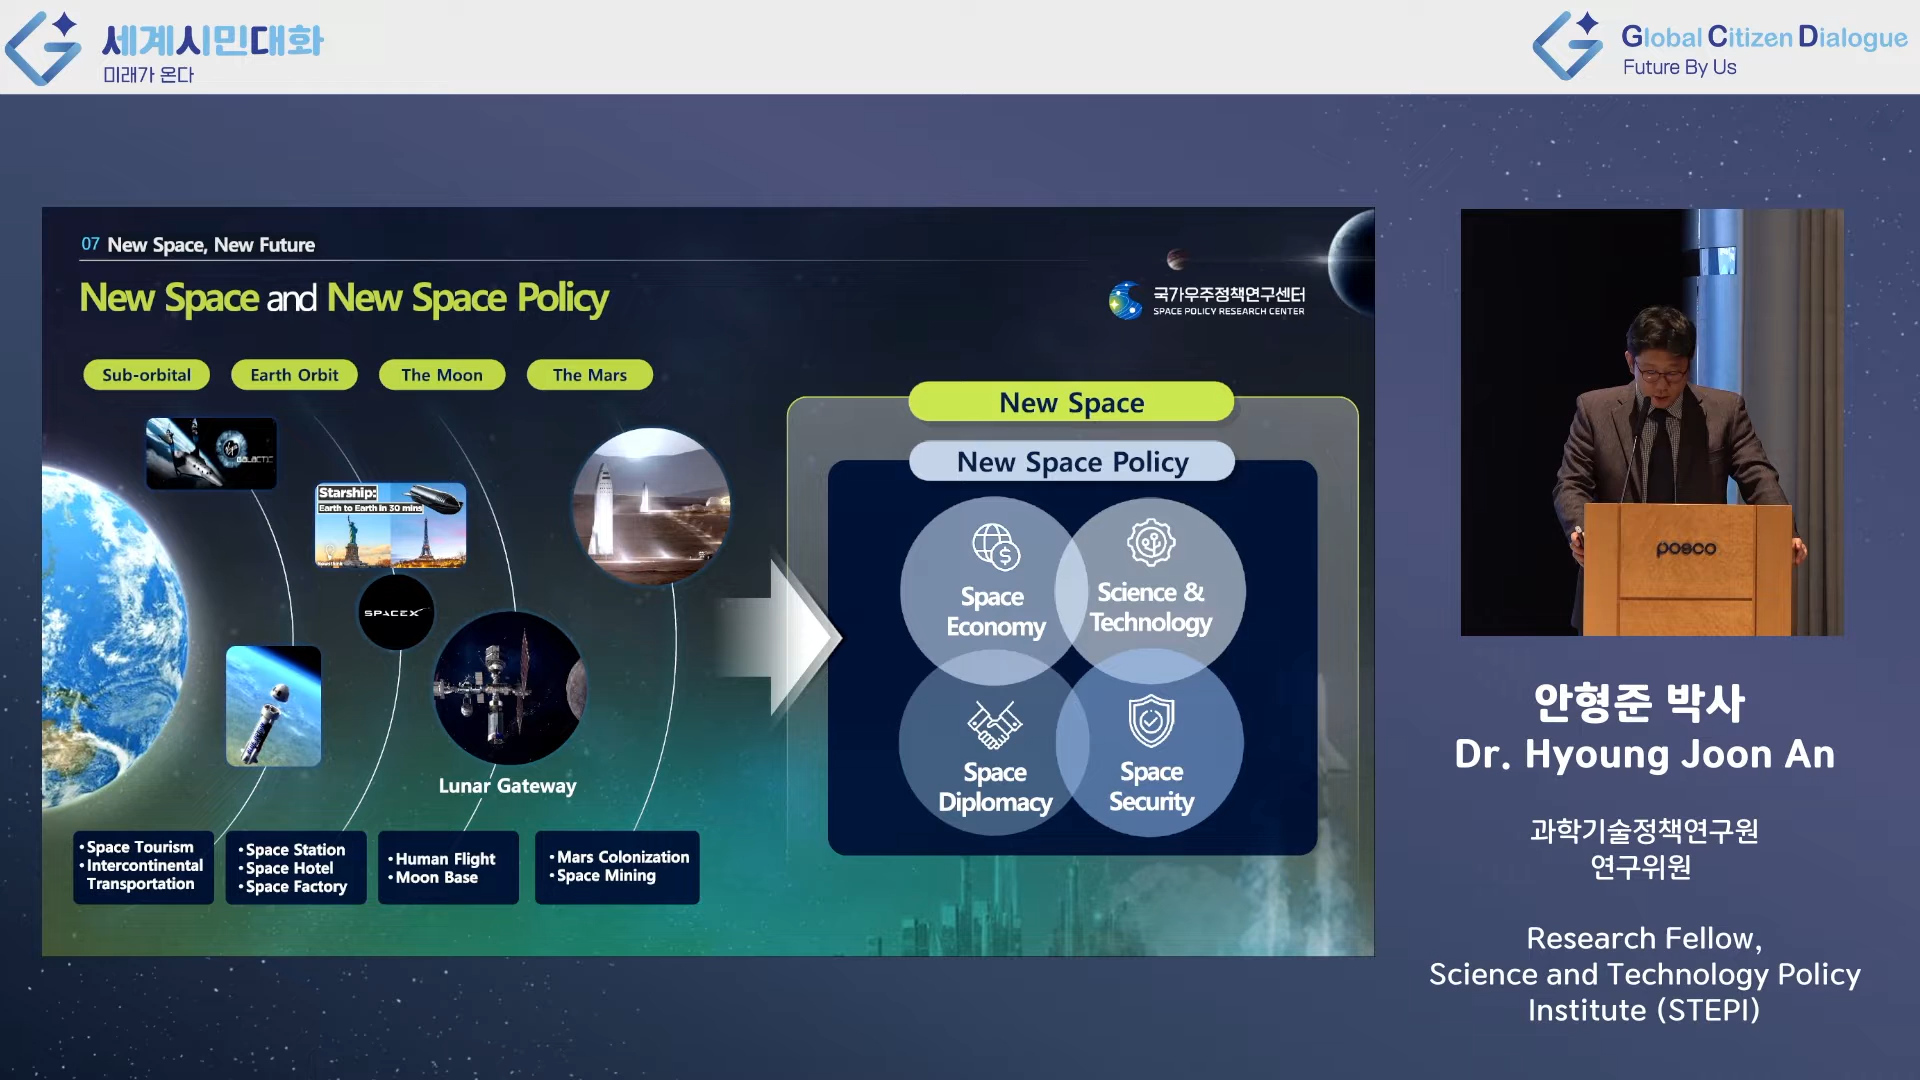 세계시민대화
미래가 온다
Global Citizen Dialogue
Future By Us
07 New Space, New Future
New Space and New Space Policy
국가우주정책연구센터
SPACE POLICY RESEARCH CENTER
Sub-orbital
Earth Orbit
The Moon
The Mars
GALACTIC
Starship:
Earth to Earth in 30 mins
SPACEX
Lunar Gateway
• Space Tourism
• Intercontinental
Transportation
• Space Station
• Space Hotel
• Space Factory
• Human Flight
• Moon Base
• Mars Colonization
• Space Mining
New Space
New Space Policy
Space
Economy
Science &
Technology
Space
Diplomacy
Space
Security
posco
안형준 박사
Dr. Hyoung Joon An
과학기술정책연구원
연구위원
Research Fellow,
Science and Technology Policy
Institute (STEPI)